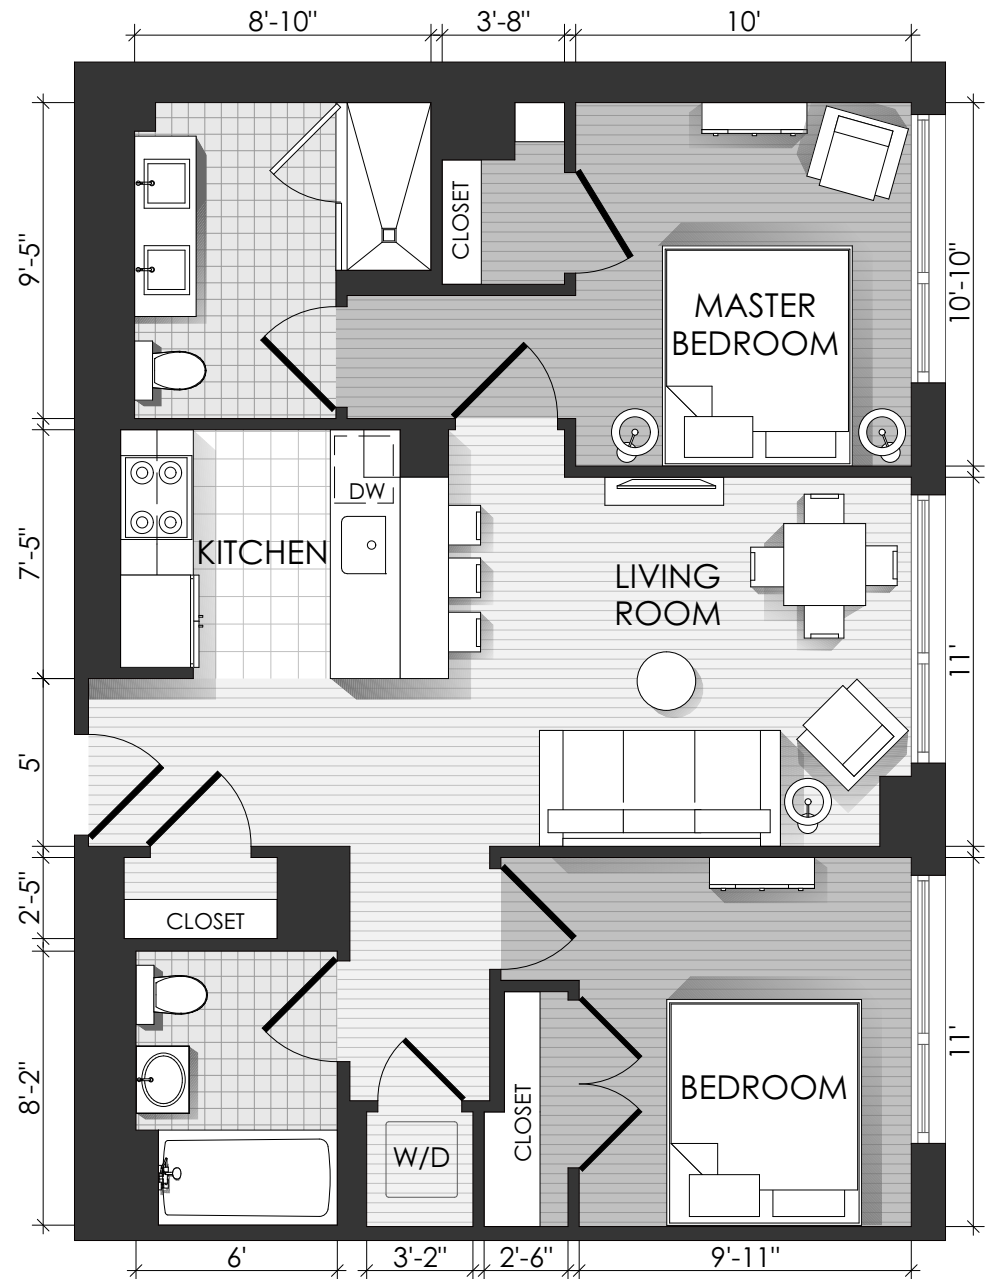 8'-10"
3'-8"
10'
9'-5"
CLOSET
MASTER
BEDROOM
10'-10"
DW
KITCHEN
7'-5"
LIVING
ROOM
11'
5'
2'-5"
CLOSET
11'
8'-2"
BEDROOM
CLOSET
W/D
6'
3'-2"
2'-6"
9'-11"